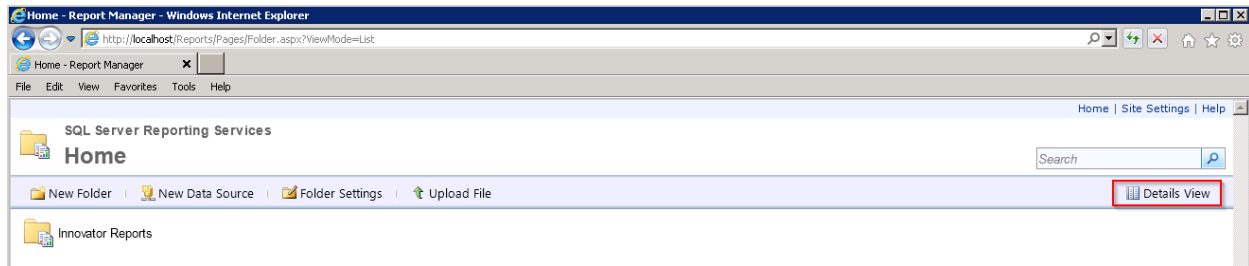 Home - Report Manager - Windows Internet Explorer
http://localhost/Reports/Pages/Folder.aspx?ViewMode=List
Home - Report Manager
File Edit View Favorites Tools Help
Home | Site Settings | Help
SQL Server Reporting Services
Home
Search
New Folder New Data Source Folder Settings Upload File Details View
Innovator Reports